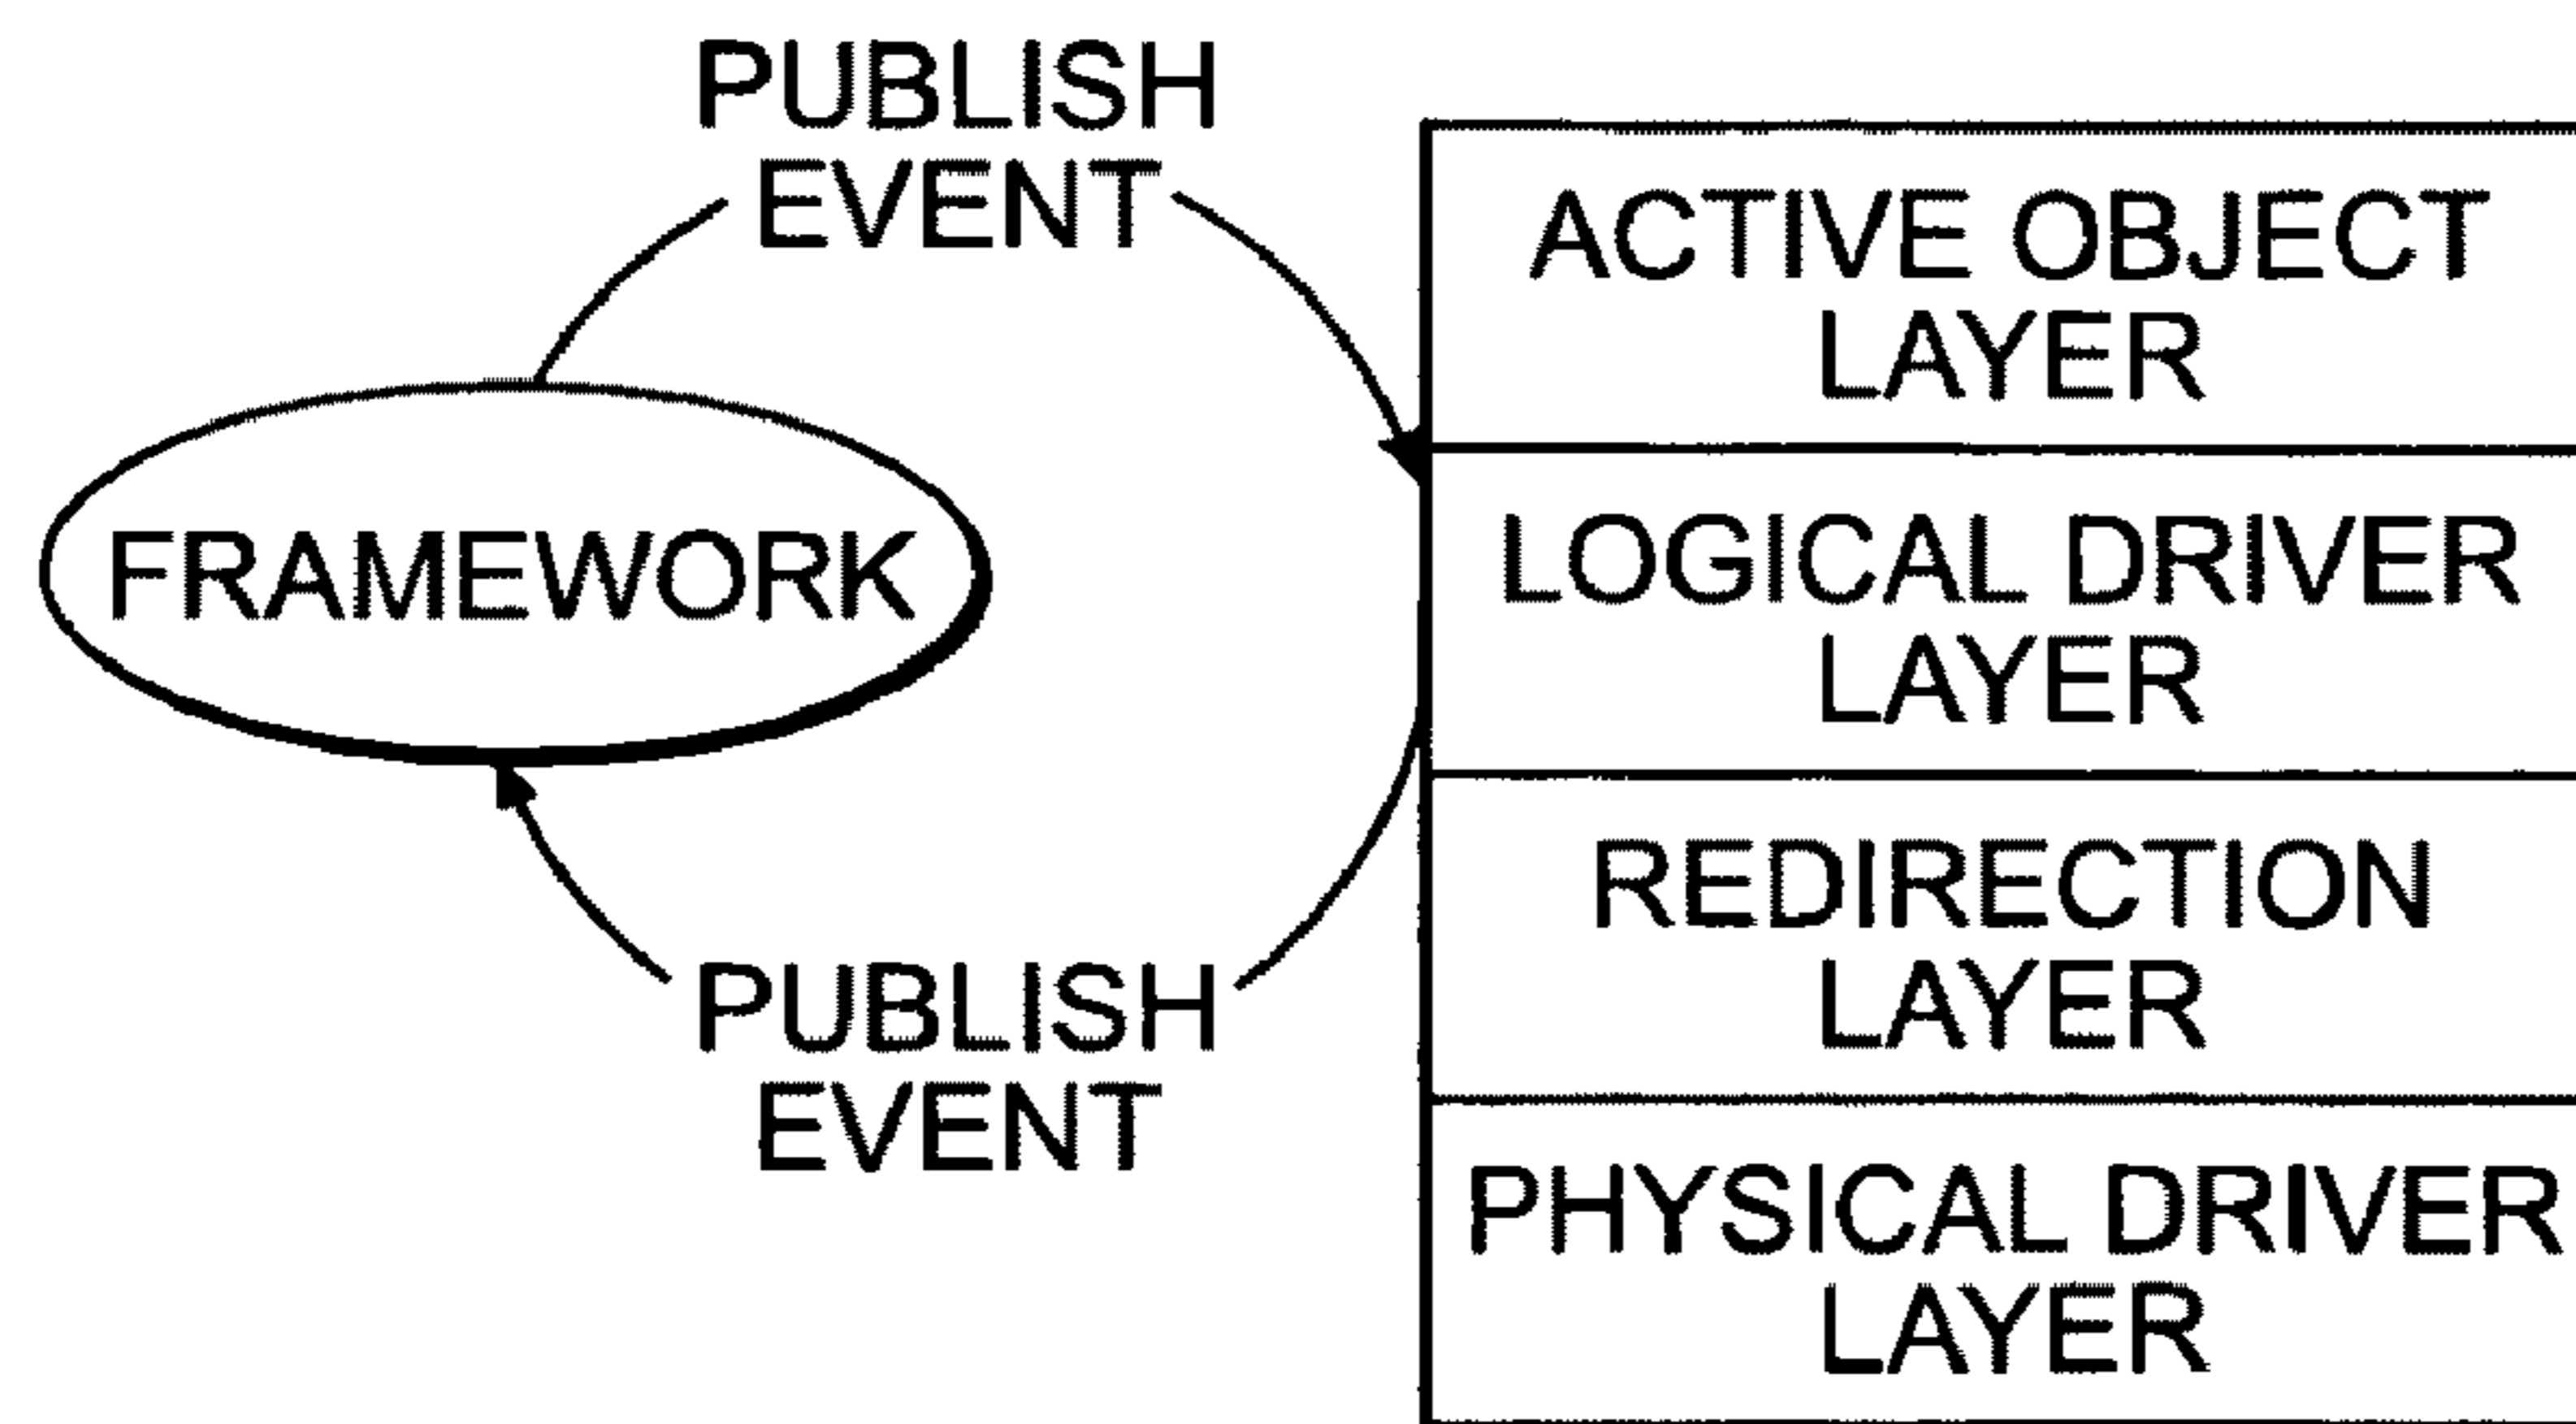 PUBLISH
EVENT
FRAMEWORK
PUBLISH
EVENT
ACTIVE OBJECT
LAYER
LOGICAL DRIVER
LAYER
REDIRECTION
LAYER
PHYSICAL DRIVER
LAYER